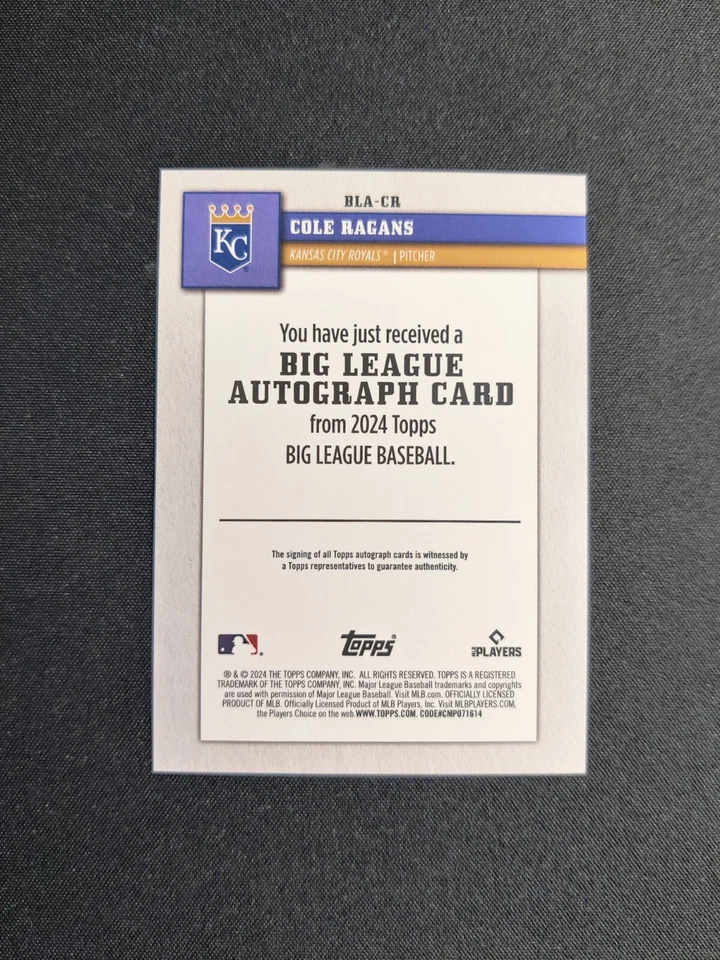 BLA-CR
KC
COLE RAGANS
KANSAS CITY ROYALS® | PITCHER
You have just received a
BIG LEAGUE
AUTOGRAPH CARD
from 2024 Topps
BIG LEAGUE BASEBALL.
The signing of all Topps autograph cards is witnessed by
a Topps representatives to guarantee authenticity.
Topps®
MLB PLAYERS
® & © 2024 THE TOPPS COMPANY, INC. ALL RIGHTS RESERVED. TOPPS IS A REGISTERED
TRADEMARK OF THE TOPPS COMPANY, INC. Major League Baseball trademarks and copyrights
are used with permission of Major League Baseball. Visit MLB.com. OFFICIALLY LICENSED
PRODUCT OF MLB. Officially Licensed Product of MLB Players, Inc. Visit MLBPLAYERS.COM,
the Players Choice on the web. WWW.TOPPS.COM. CODE#CMP071614